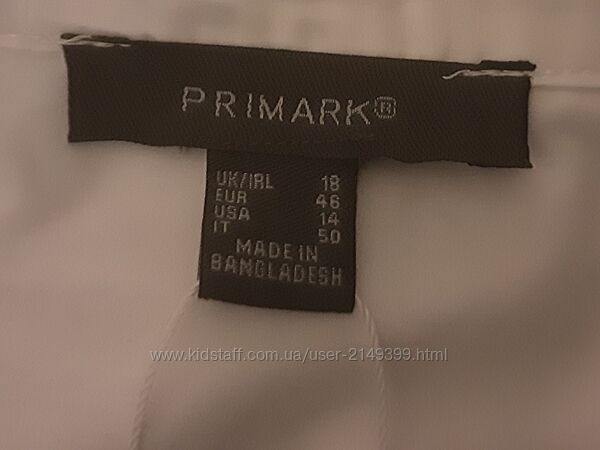 PRIMARK®
UK/IRL 18
EUR 46
USA 14
IT 50
MADE IN
BANGLADESH
www.kidstaff.com.ua/user-2149399.html